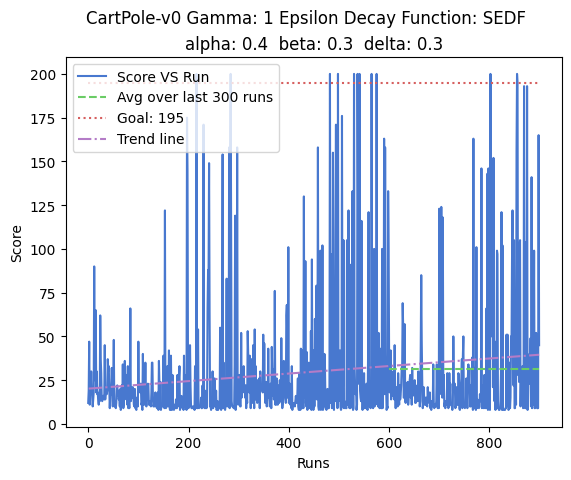 CartPole-v0 Gamma: 1 Epsilon Decay Function: SEDF
alpha: 0.4  beta: 0.3  delta: 0.3
Score VS Run
Avg over last 300 runs
Goal: 195
Trend line
200
175
150
125
100
75
50
25
0
Score
0 200 400 600 800
Runs